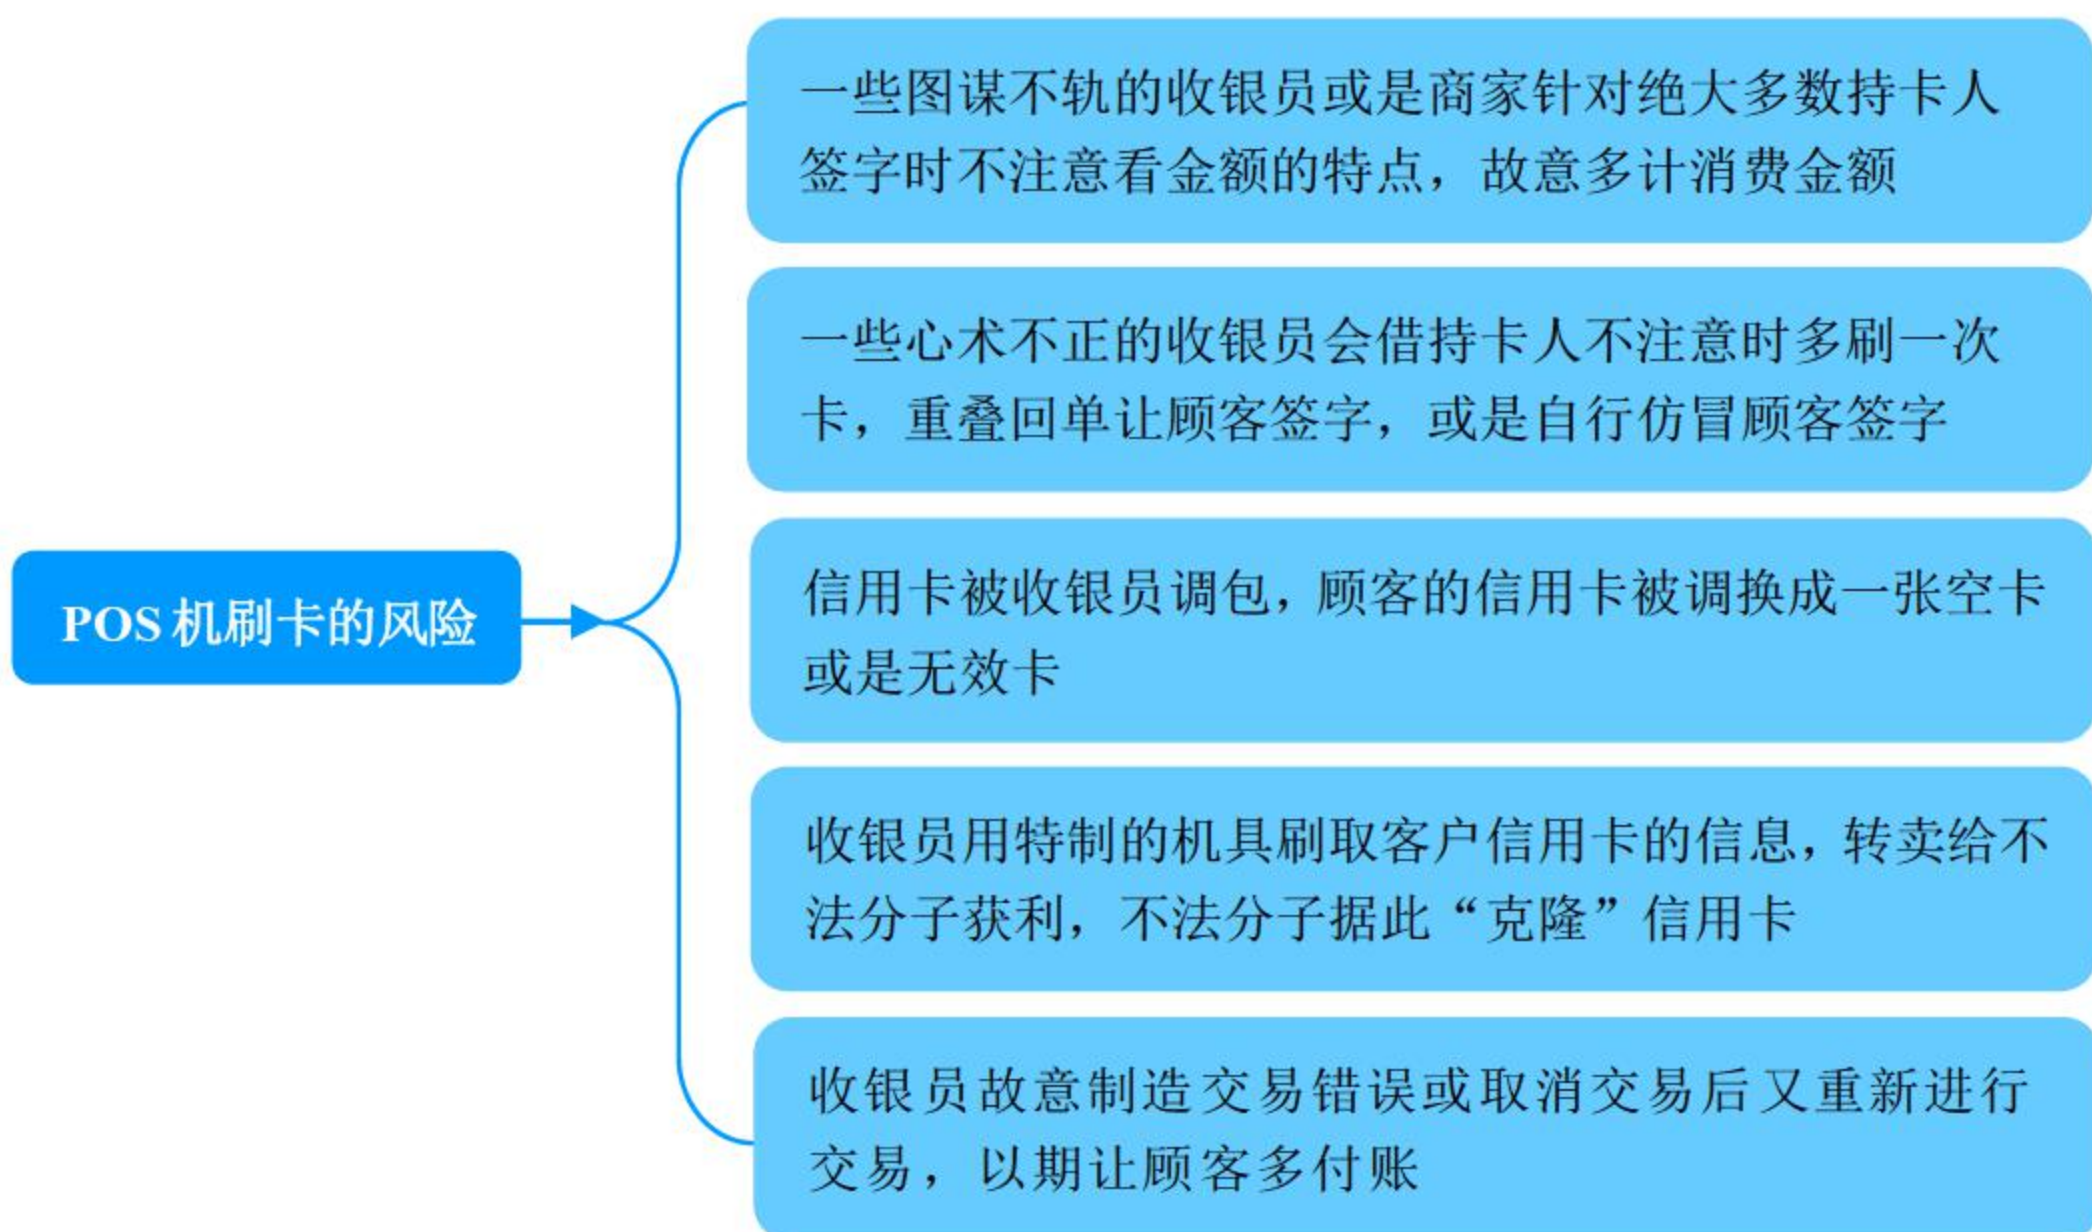 一些图谋不轨的收银员或是商家针对绝大多数持卡人
签字时不注意看金额的特点，故意多计消费金额
一些心术不正的收银员会借持卡人不注意时多刷一次
卡，重叠回单让顾客签字，或是自行仿冒顾客签字
POS 机刷卡的风险
信用卡被收银员调包，顾客的信用卡被调换成一张空卡
或是无效卡
收银员用特制的机具刷取客户信用卡的信息，转卖给不
法分子获利，不法分子据此“克隆”信用卡
收银员故意制造交易错误或取消交易后又重新进行
交易，以期让顾客多付账